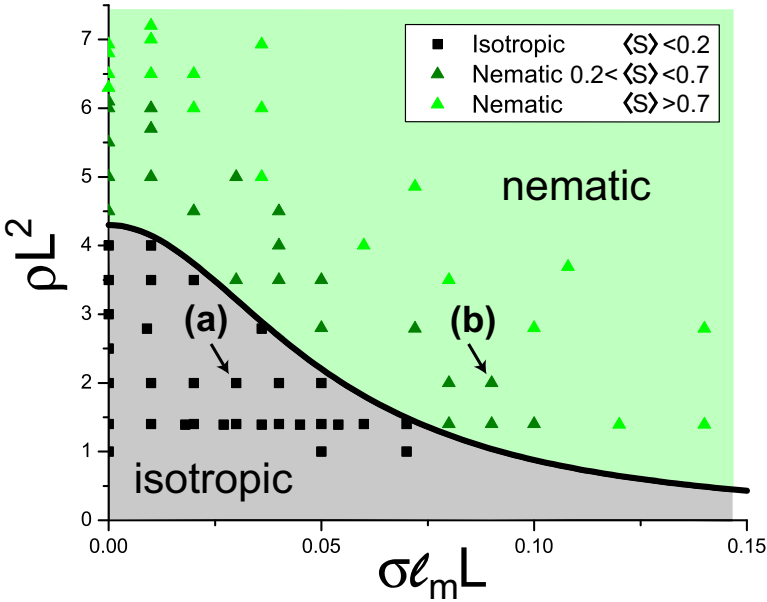 Isotropic ⟨S⟩ <0.2
Nematic 0.2< ⟨S⟩ <0.7
Nematic ⟨S⟩ >0.7
nematic
(a)
(b)
isotropic
7
6
5
4
3
2
1
0
ρL²
0.00 0.05 0.10 0.15
σℓₘL